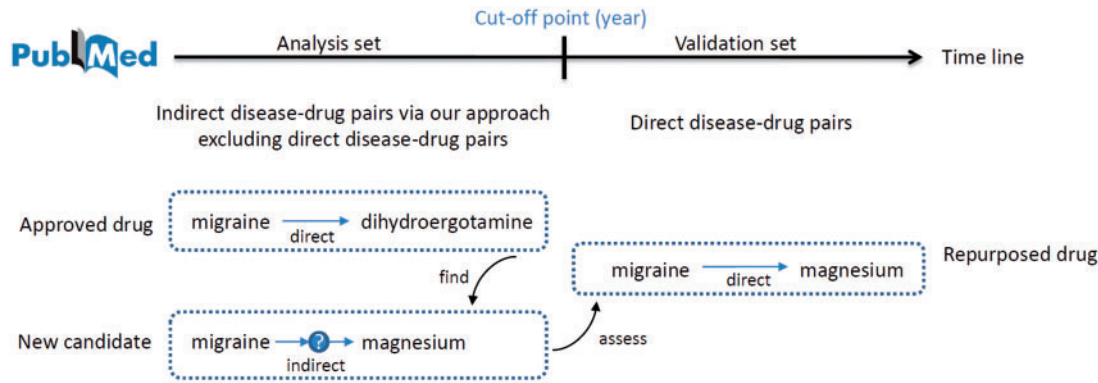 Cut-off point (year)
PubMed
Analysis set
Validation set
Time line
Indirect disease-drug pairs via our approach
excluding direct disease-drug pairs
Direct disease-drug pairs
Approved drug
migraine
direct
dihydroergotamine
find
migraine
direct
magnesium
Repurposed drug
New candidate
migraine
?
indirect
magnesium
assess